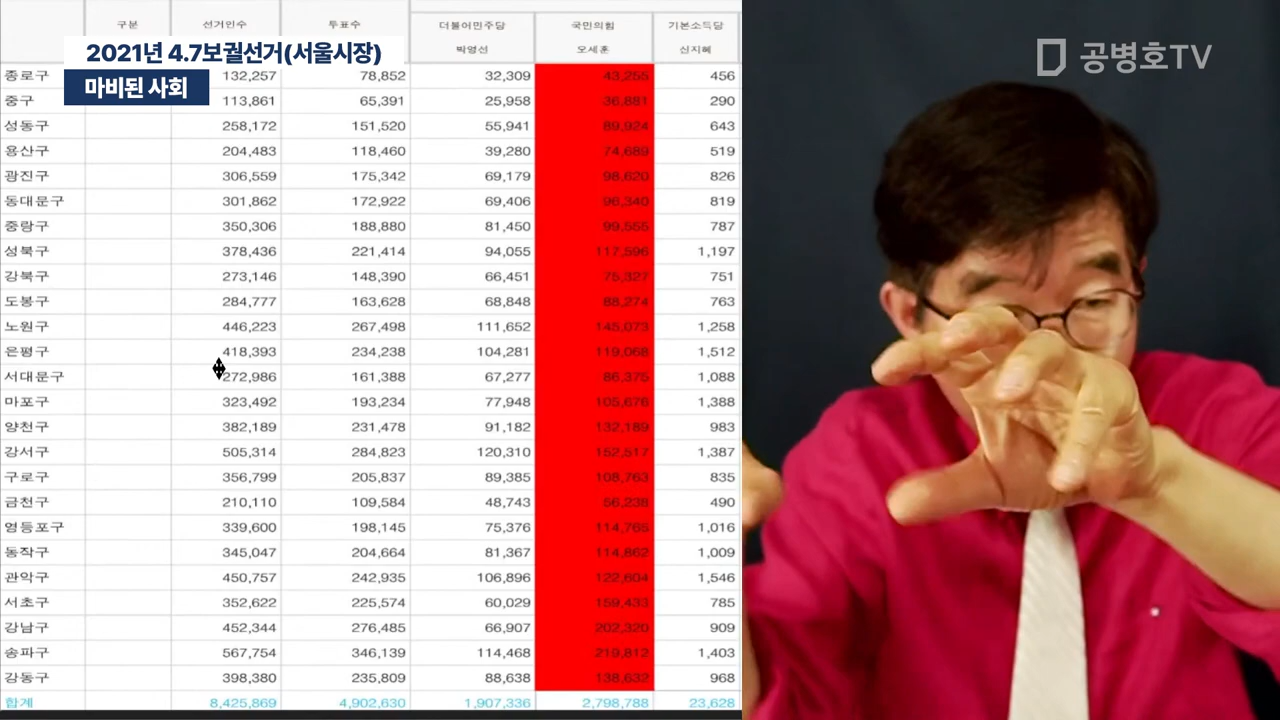 2021년 4.7보궐선거(서울시장)
마비된 사회
공병호TV
구분 선거인수 투표수 더불어민주당 국민의힘 기본소득당
박영선 오세훈 신지혜
종로구 132,257 78,852 32,309 43,255 456
중구 113,861 65,391 25,958 36,881 290
성동구 258,172 151,520 55,941 89,924 643
용산구 204,483 118,460 39,280 74,689 519
광진구 306,559 175,342 69,179 98,620 826
동대문구 301,862 172,922 69,406 96,340 819
중랑구 350,306 188,880 81,450 99,555 787
성북구 378,436 221,414 94,055 117,596 1,197
강북구 273,146 148,390 66,451 75,327 751
도봉구 284,777 163,628 68,848 88,274 763
노원구 446,223 267,498 111,652 145,073 1,258
은평구 418,393 234,238 104,281 119,068 1,512
서대문구 272,986 161,388 67,277 86,375 1,088
마포구 323,492 193,234 77,948 105,676 1,388
양천구 382,189 231,478 91,182 132,189 983
강서구 505,314 284,823 120,310 152,517 1,387
구로구 356,799 205,837 89,385 108,763 835
금천구 210,110 109,584 48,743 56,238 490
영등포구 339,600 198,145 75,376 114,765 1,016
동작구 345,047 204,664 81,367 114,862 1,009
관악구 450,757 242,935 106,896 122,604 1,546
서초구 352,622 225,574 60,029 159,433 785
강남구 452,344 276,485 66,907 202,320 909
송파구 567,754 346,139 114,468 219,812 1,403
강동구 398,380 235,809 88,638 138,632 968
합계 8,425,869 4,902,630 1,907,336 2,798,788 23,628